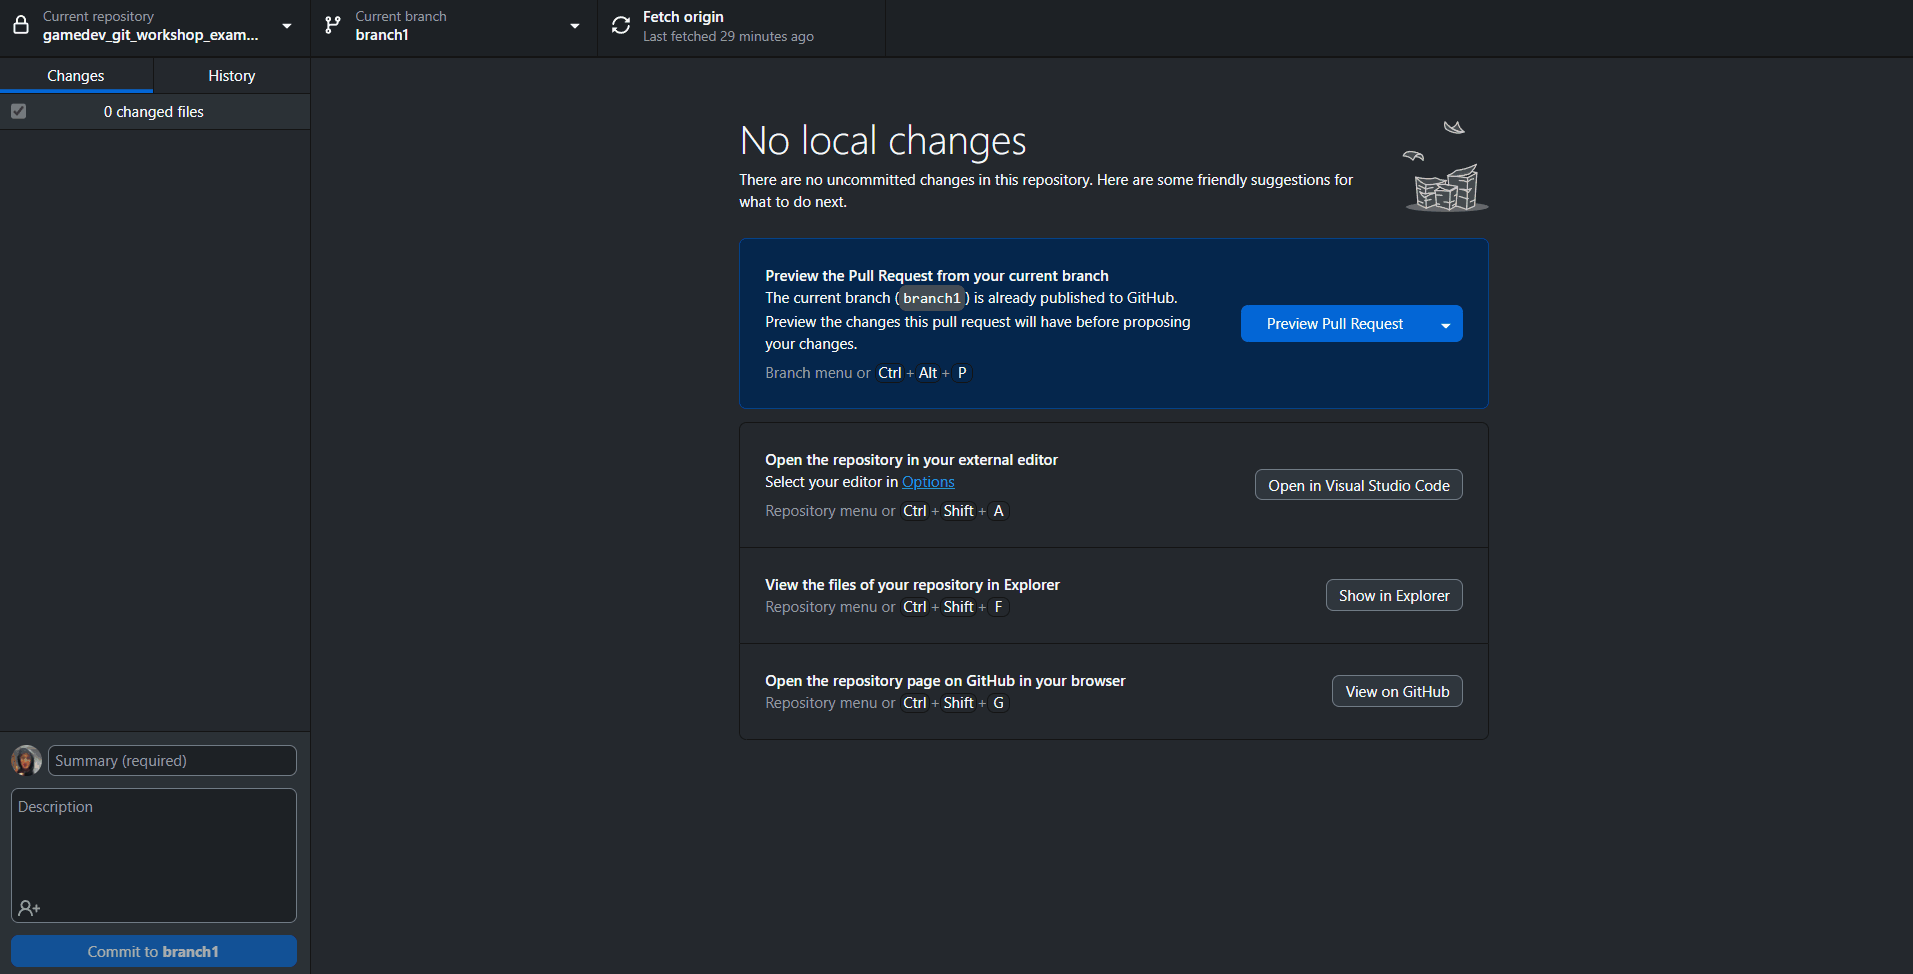 Current repository
gamedev_git_workshop_exam...
Current branch
branch1
Fetch origin
Last fetched 29 minutes ago
Changes
History
0 changed files
No local changes
There are no uncommitted changes in this repository. Here are some friendly suggestions for
what to do next.
Preview the Pull Request from your current branch
The current branch (branch1) is already published to GitHub.
Preview the changes this pull request will have before proposing
your changes.
Branch menu or Ctrl + Alt + P
Preview Pull Request
Open the repository in your external editor
Select your editor in Options
Repository menu or Ctrl + Shift + A
Open in Visual Studio Code
View the files of your repository in Explorer
Repository menu or Ctrl + Shift + F
Show in Explorer
Open the repository page on GitHub in your browser
Repository menu or Ctrl + Shift + G
View on GitHub
Summary (required)
Description
Commit to branch1